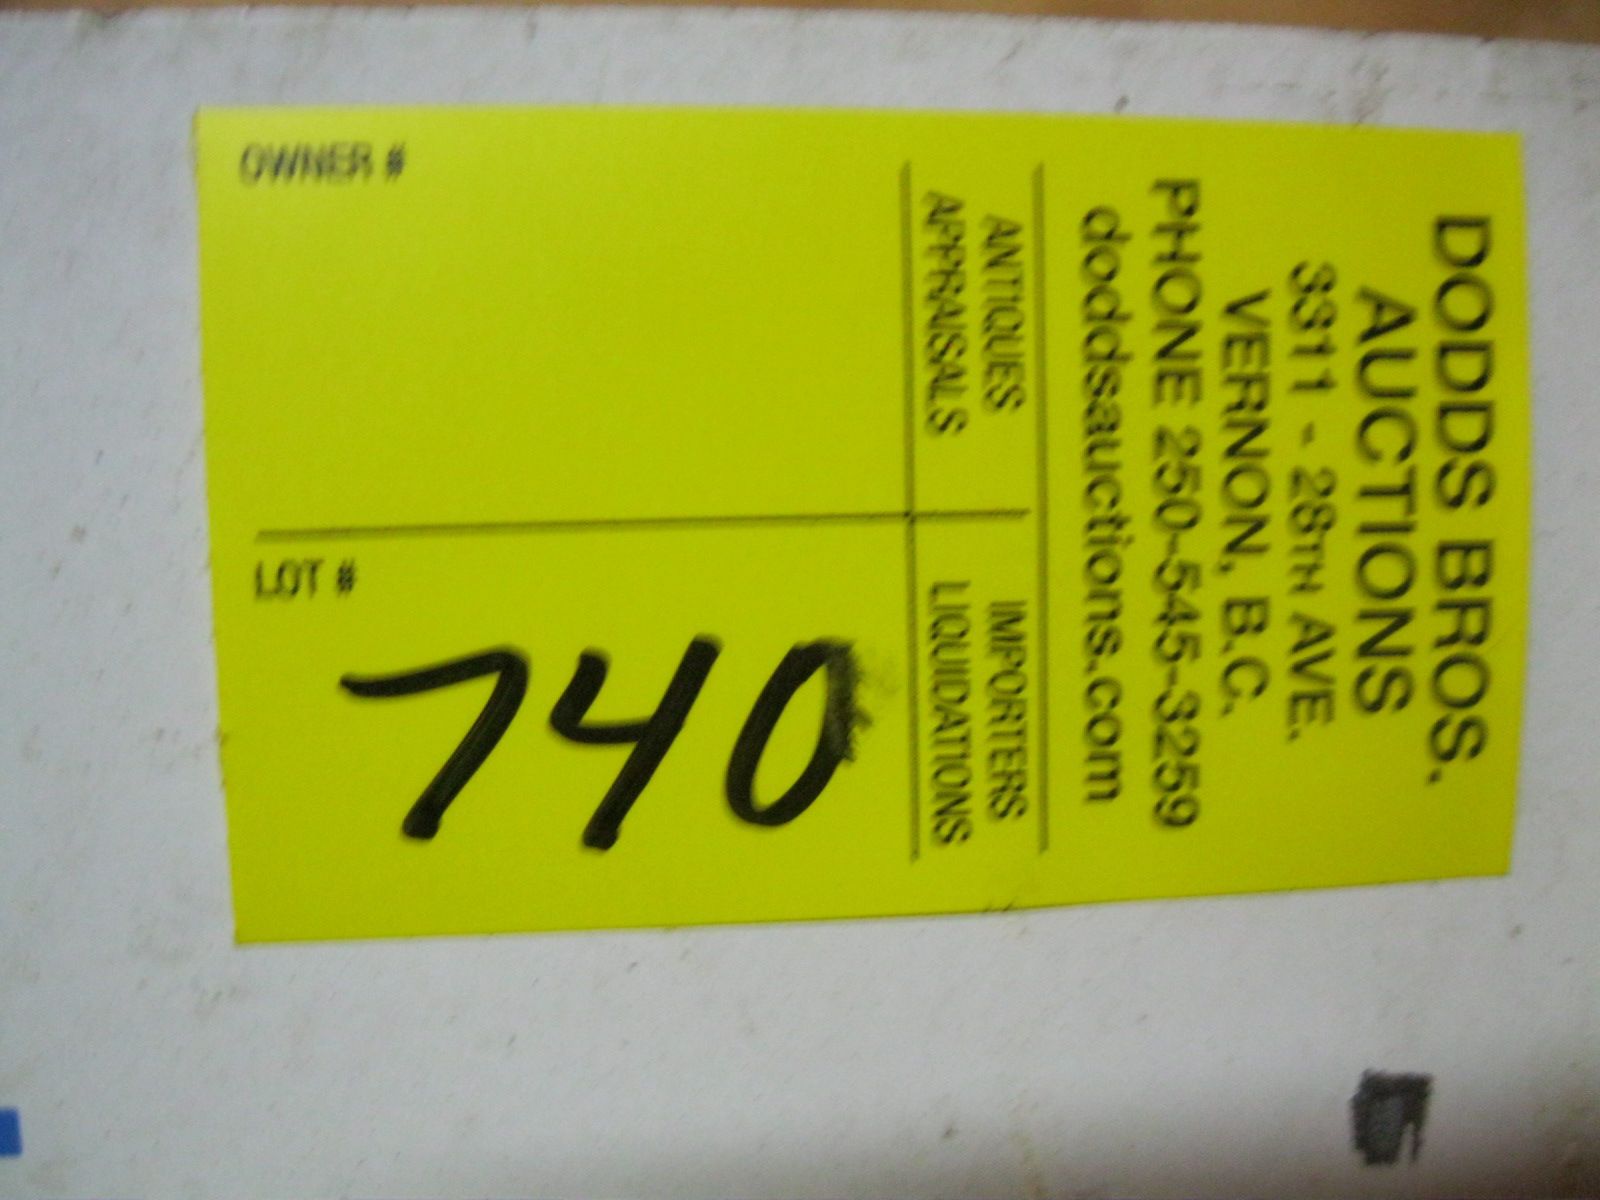 DODDS BROS.
AUCTIONS
3311 - 28TH AVE.
VERNON, B.C.
PHONE 250-545-3259
doddsauctions.com
ANTIQUES
APPRAISALS
IMPORTERS
LIQUIDATIONS
OWNER #
LOT #
740